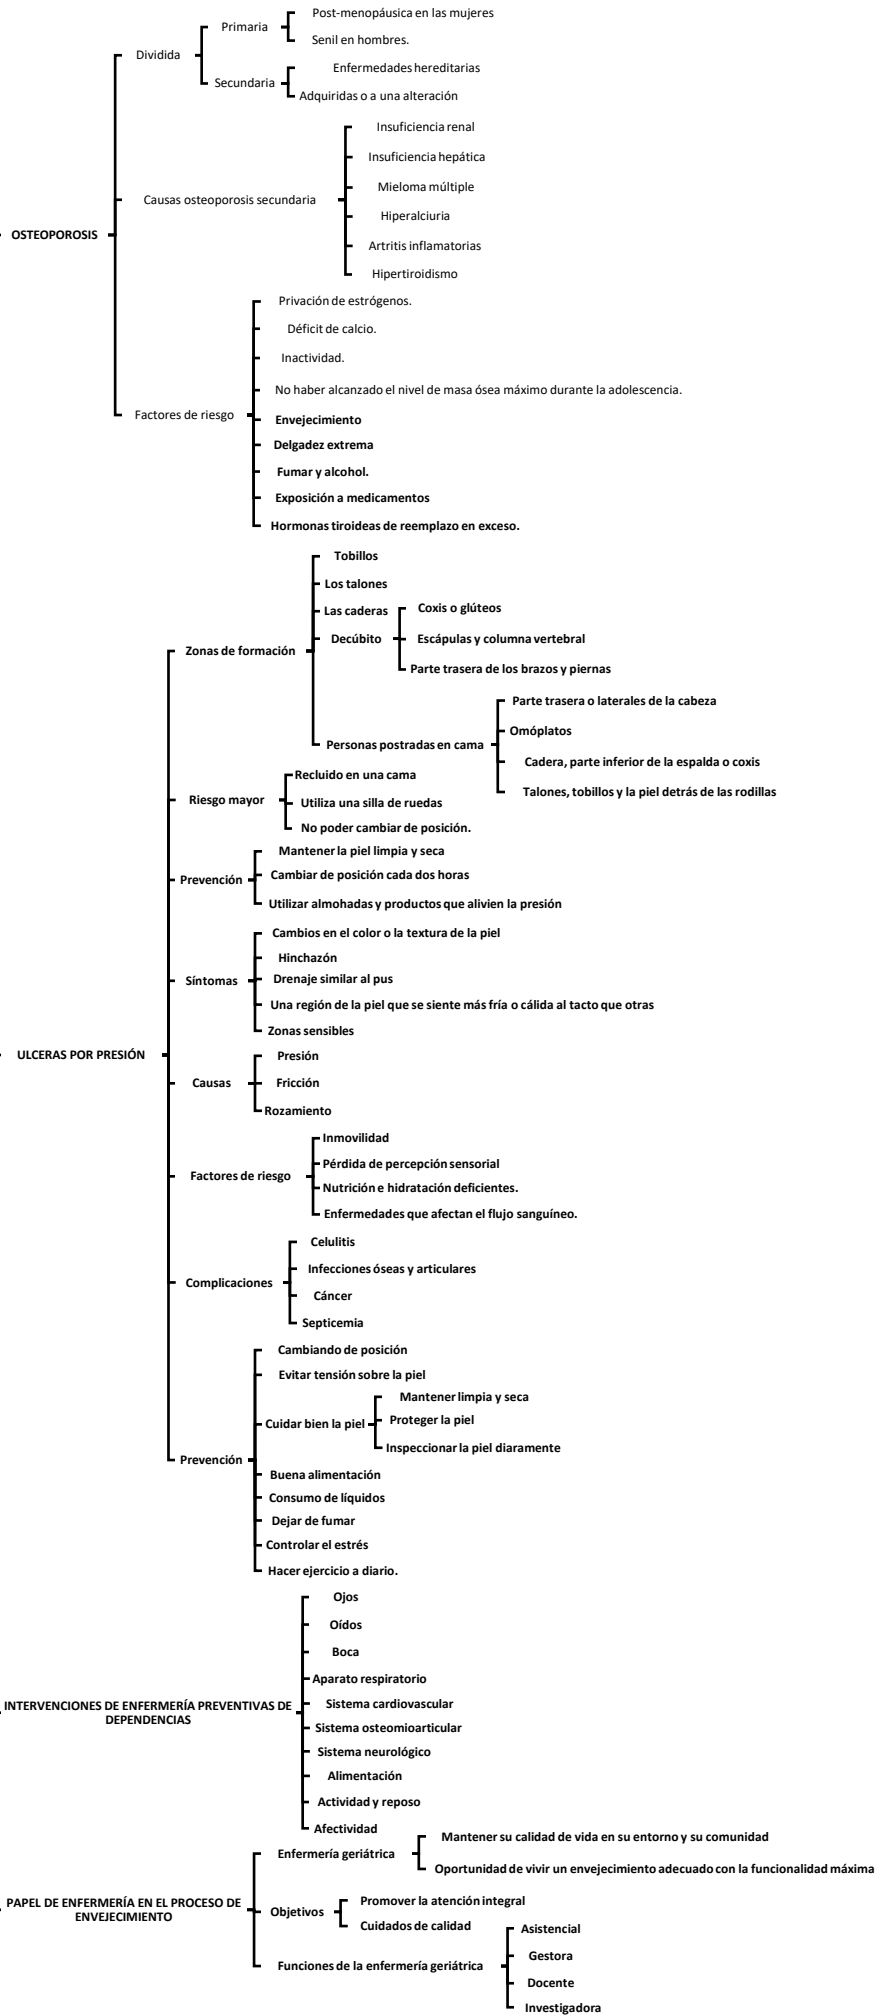 Post-menopáusica en las mujeres
Primaria
Senil en hombres.
Dividida
Enfermedades hereditarias
Secundaria
Adquiridas o a una alteración
Insuficiencia renal
Insuficiencia hepática
Mieloma múltiple
Causas osteoporosis secundaria
Hiperalciuria
OSTEOPOROSIS
Artritis inflamatorias
Hipertiroidismo
Privación de estrógenos.
Déficit de calcio.
Inactividad.
No haber alcanzado el nivel de masa ósea máximo durante la adolescencia.
Factores de riesgo
Envejecimiento
Delgadez extrema
Fumar y alcohol.
Exposición a medicamentos
Hormonas tiroideas de reemplazo en exceso.
Tobillos
Los talones
Las caderas
Coxis o glúteos
Decúbito
Escápulas y columna vertebral
Zonas de formación
Parte trasera de los brazos y piernas
Parte trasera o laterales de la cabeza
Omóplatos
Personas postradas en cama
Cadera, parte inferior de la espalda o coxis
Talones, tobillos y la piel detrás de las rodillas
Recluido en una cama
Riesgo mayor
Utiliza una silla de ruedas
No poder cambiar de posición.
Mantener la piel limpia y seca
Prevención
Cambiar de posición cada dos horas
Utilizar almohadas y productos que alivien la presión
Cambios en el color o la textura de la piel
Hinchazón
Síntomas
Drenaje similar al pus
Una región de la piel que se siente más fría o cálida al tacto que otras
Zonas sensibles
ULCERAS POR PRESIÓN
Presión
Causas
Fricción
Rozamiento
Inmovilidad
Pérdida de percepción sensorial
Factores de riesgo
Nutrición e hidratación deficientes.
Enfermedades que afectan el flujo sanguíneo.
Celulitis
Infecciones óseas y articulares
Complicaciones
Cáncer
Septicemia
Cambiando de posición
Evitar tensión sobre la piel
Mantener limpia y seca
Cuidar bien la piel
Proteger la piel
Inspeccionar la piel diaramente
Prevención
Buena alimentación
Consumo de líquidos
Dejar de fumar
Controlar el estrés
Hacer ejercicio a diario.
Ojos
Oídos
Boca
Aparato respiratorio
INTERVENCIONES DE ENFERMERÍA PREVENTIVAS DE
DEPENDENCIAS
Sistema cardiovascular
Sistema osteomioarticular
Sistema neurológico
Alimentación
Actividad y reposo
Afectividad
Mantener su calidad de vida en su entorno y su comunidad
Enfermería geriátrica
Oportunidad de vivir un envejecimiento adecuado con la funcionalidad máxima
PAPEL DE ENFERMERÍA EN EL PROCESO DE
ENVEJECIMIENTO
Promover la atención integral
Objetivos
Cuidados de calidad
Asistencial
Gestora
Funciones de la enfermería geriátrica
Docente
Investigadora